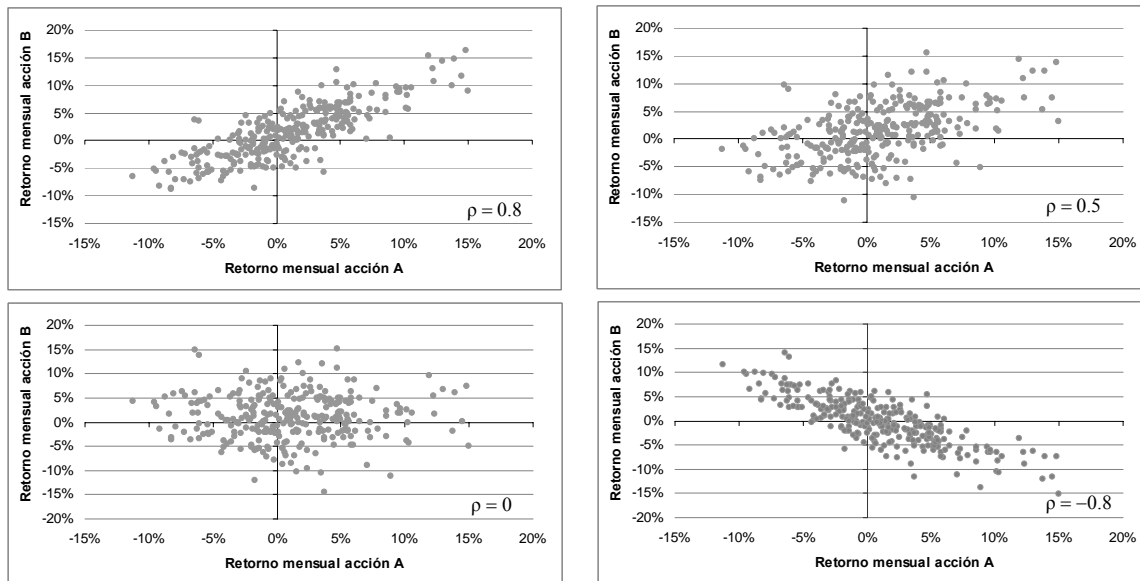 Retorno mensual acción B
20%
15%
10%
5%
0%
-5%
-10%
-15%
ρ = 0.8
-15% -10% -5% 0% 5% 10% 15% 20%
Retorno mensual acción A
Retorno mensual acción B
20%
15%
10%
5%
0%
-5%
-10%
-15%
ρ = 0.5
-15% -10% -5% 0% 5% 10% 15% 20%
Retorno mensual acción A
Retorno mensual acción B
20%
15%
10%
5%
0%
-5%
-10%
-15%
-20%
ρ = 0
-15% -10% -5% 0% 5% 10% 15% 20%
Retorno mensual acción A
Retorno mensual acción B
20%
15%
10%
5%
0%
-5%
-10%
-15%
-20%
ρ = −0.8
-15% -10% -5% 0% 5% 10% 15% 20%
Retorno mensual acción A